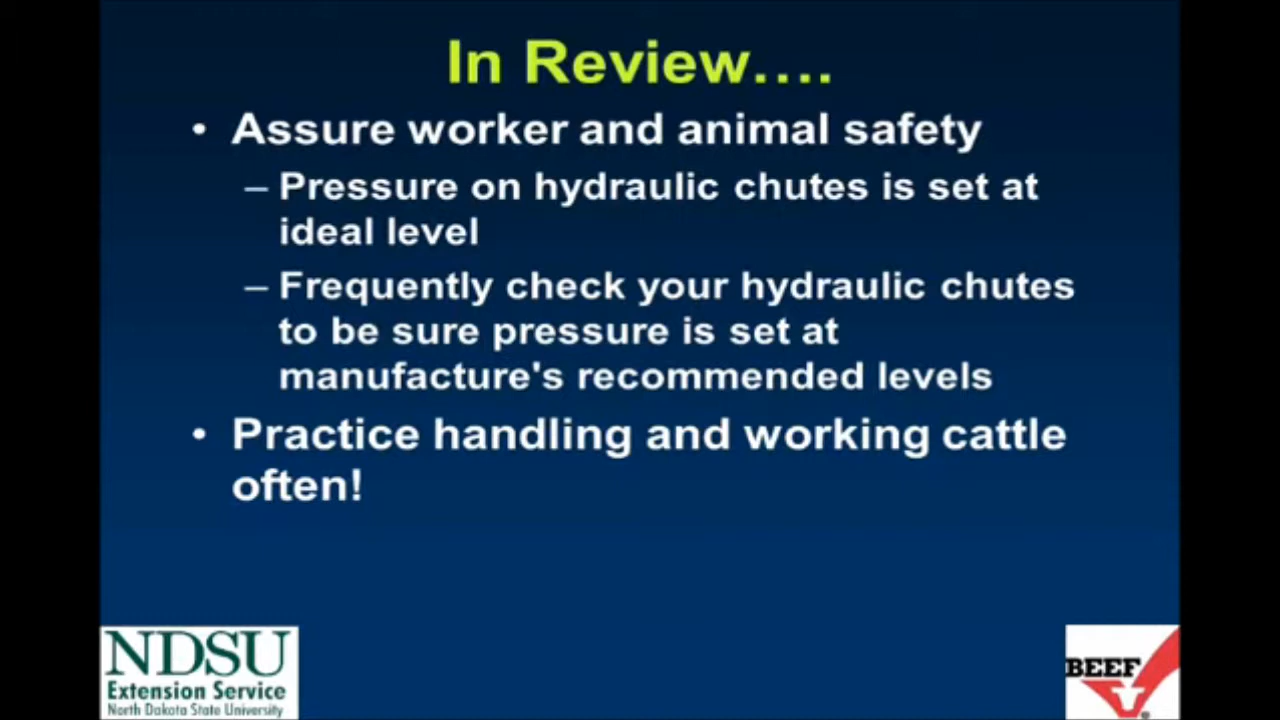 In Review….
• Assure worker and animal safety
– Pressure on hydraulic chutes is set at
ideal level
– Frequently check your hydraulic chutes
to be sure pressure is set at
manufacture's recommended levels
• Practice handling and working cattle
often!
NDSU
Extension Service
North Dakota State University
BEEF
®